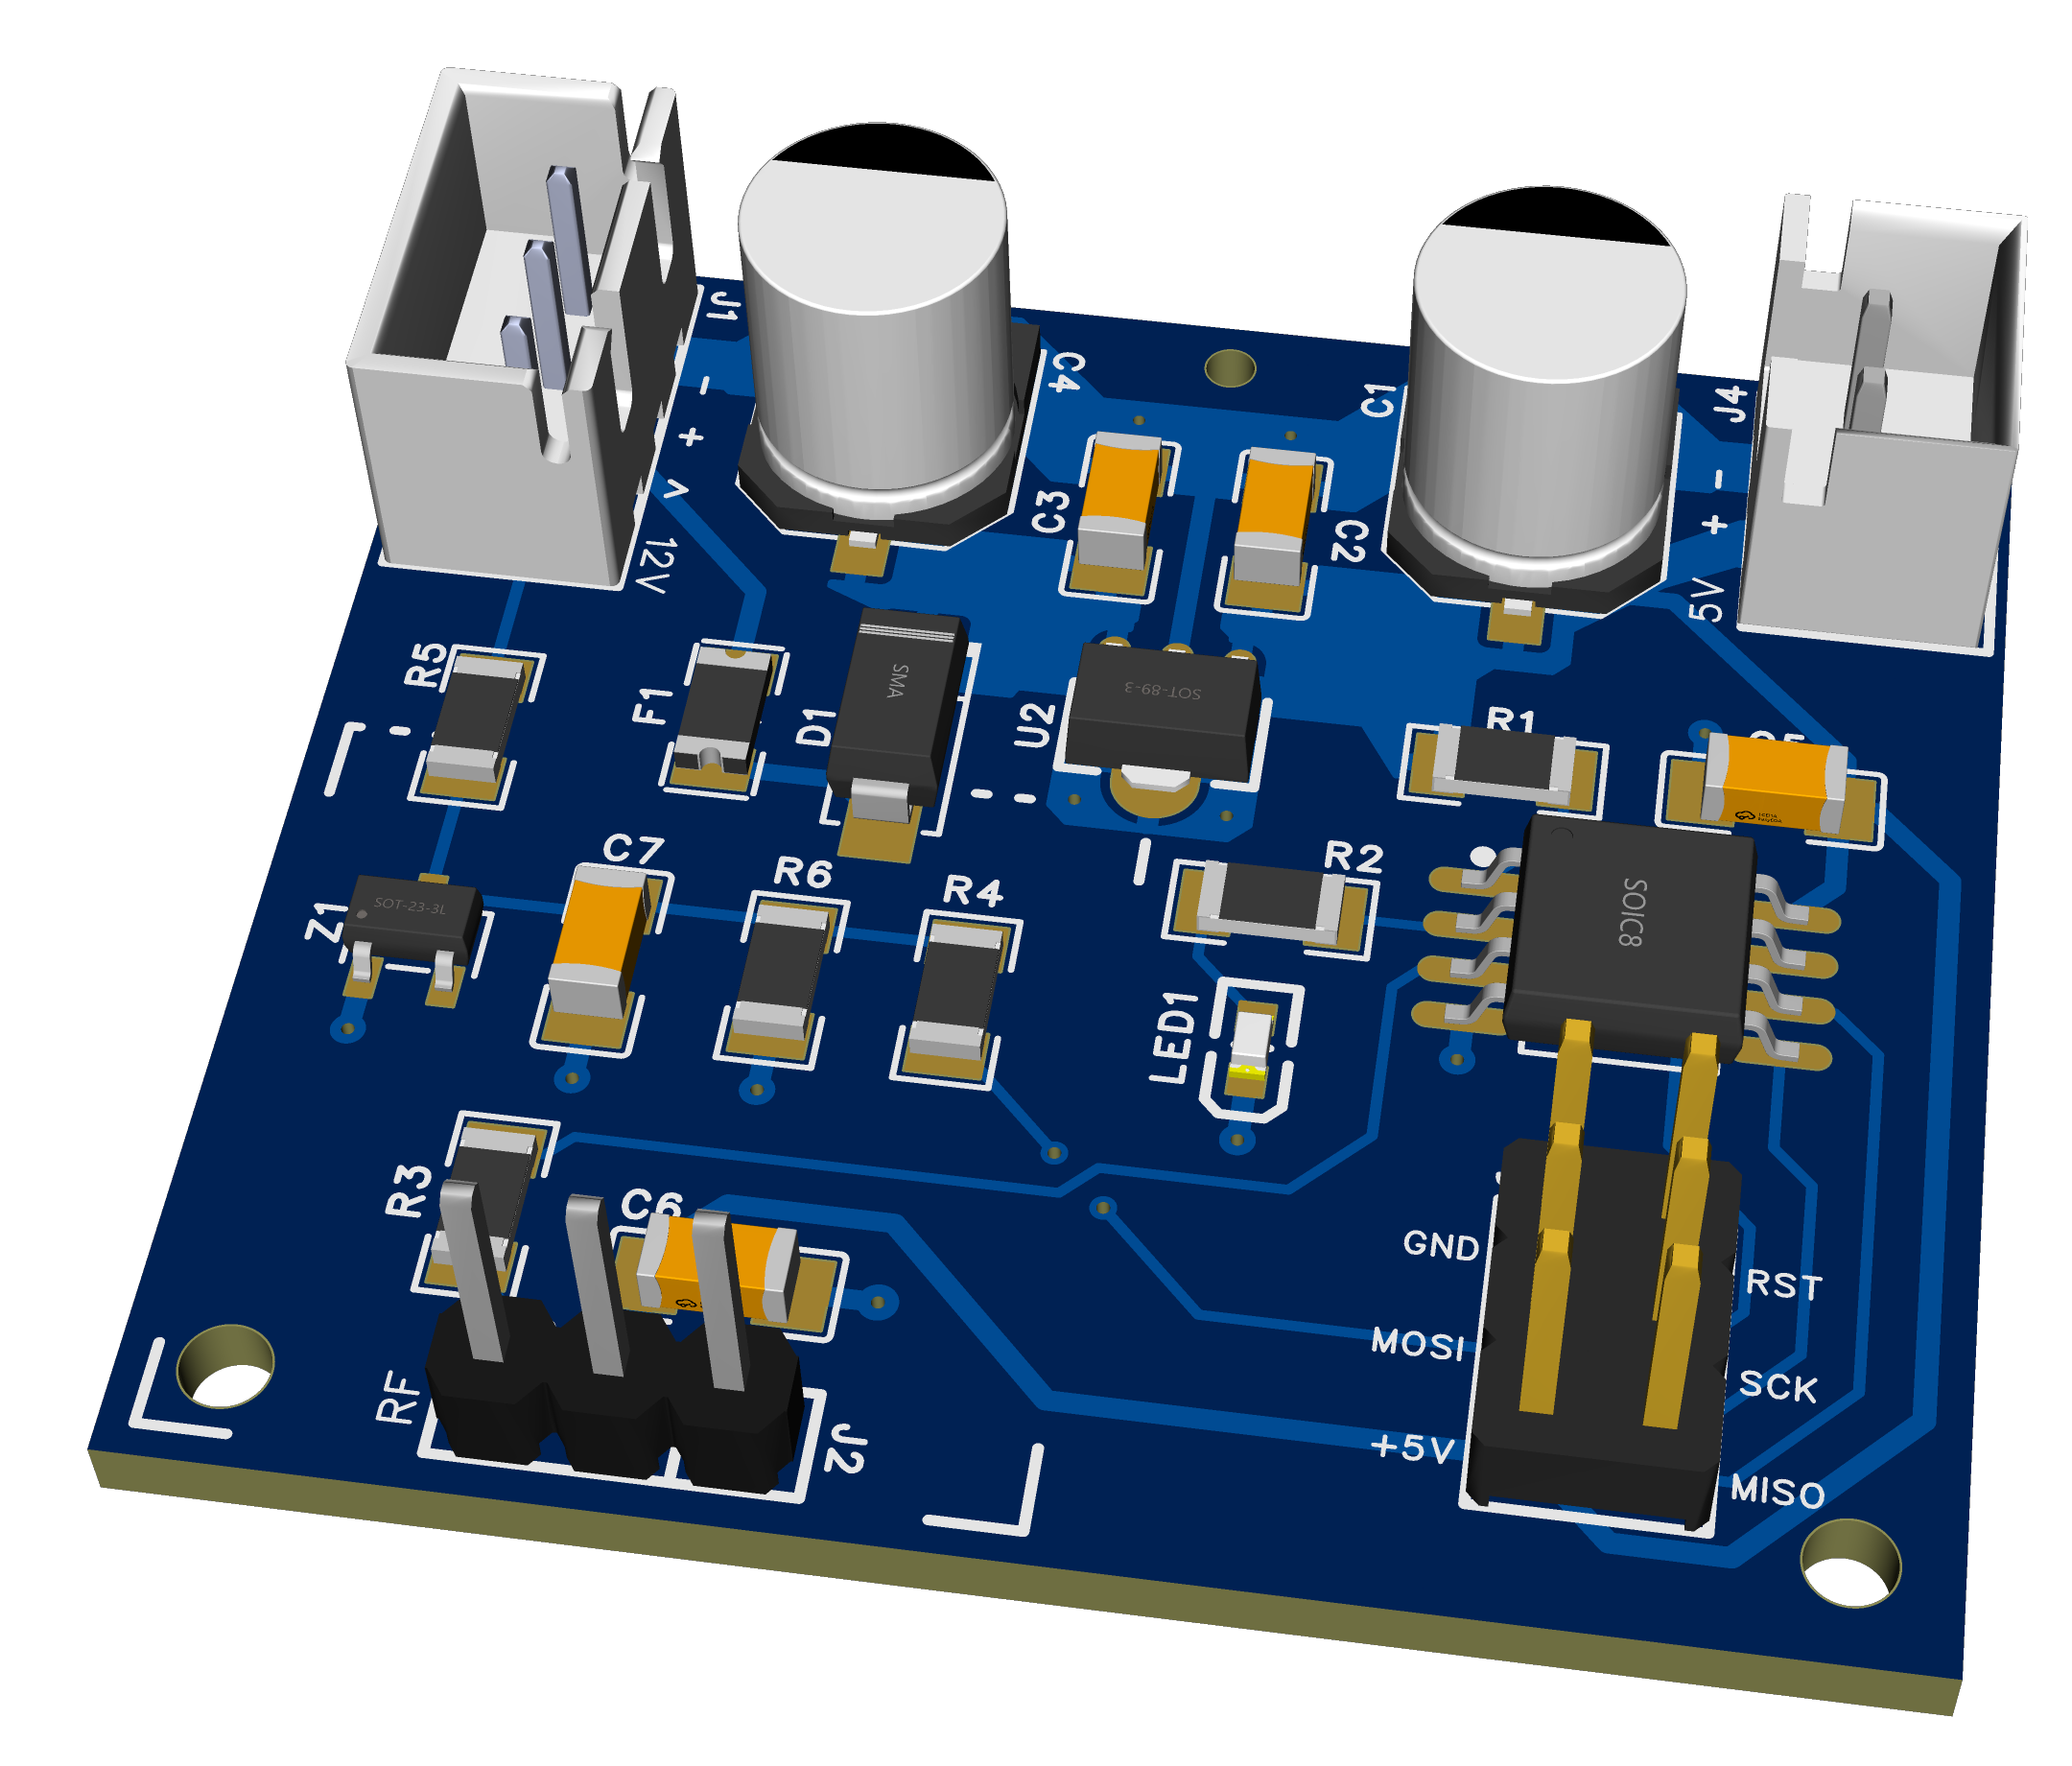 J1
-
+
v
12V
C4
C1
J4
-
+
5V
C3
C2
R5
F1
SMA
D1
SOT-89-3
U2
R1
C7
R6
R4
R2
SOT-23-3L
Z1
SOIC8
LED1
R3
C6
GND
RST
MOSI
SCK
+5V
MISO
RF
J2